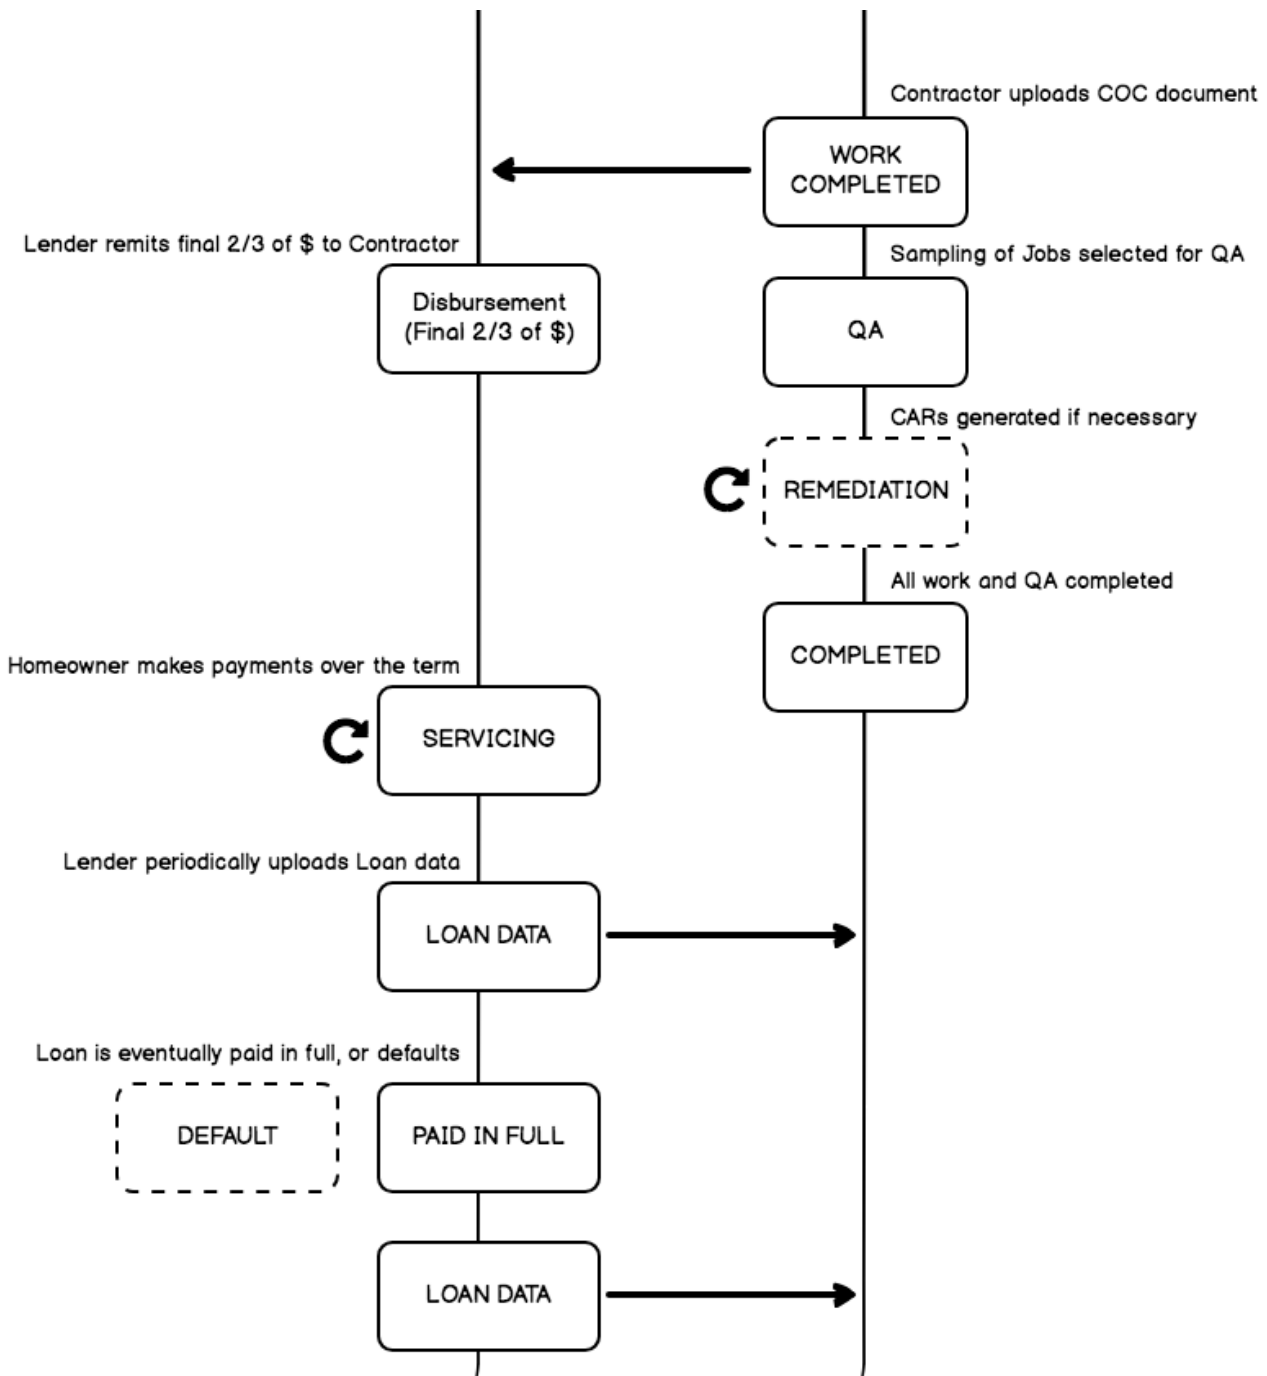 Contractor uploads COC document
WORK
COMPLETED
Lender remits final 2/3 of $ to Contractor
Sampling of Jobs selected for QA
Disbursement
(Final 2/3 of $)
QA
CARs generated if necessary
REMEDIATION
All work and QA completed
COMPLETED
Homeowner makes payments over the term
SERVICING
Lender periodically uploads Loan data
LOAN DATA
Loan is eventually paid in full, or defaults
DEFAULT
PAID IN FULL
LOAN DATA